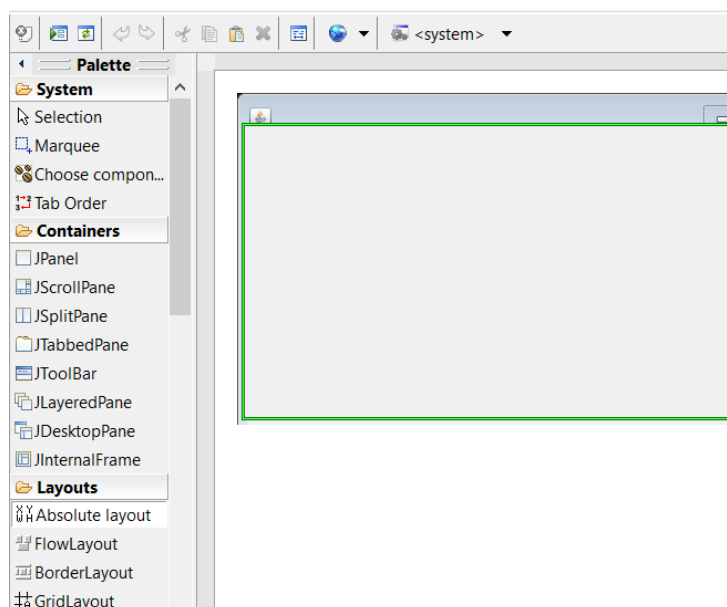 <system>
Palette
System
Selection
Marquee
Choose compon...
Tab Order
Containers
JPanel
JScrollPane
JSplitPane
JTabbedPane
JToolBar
JLayeredPane
JDesktopPane
JInternalFrame
Layouts
Absolute layout
FlowLayout
BorderLayout
GridLayout